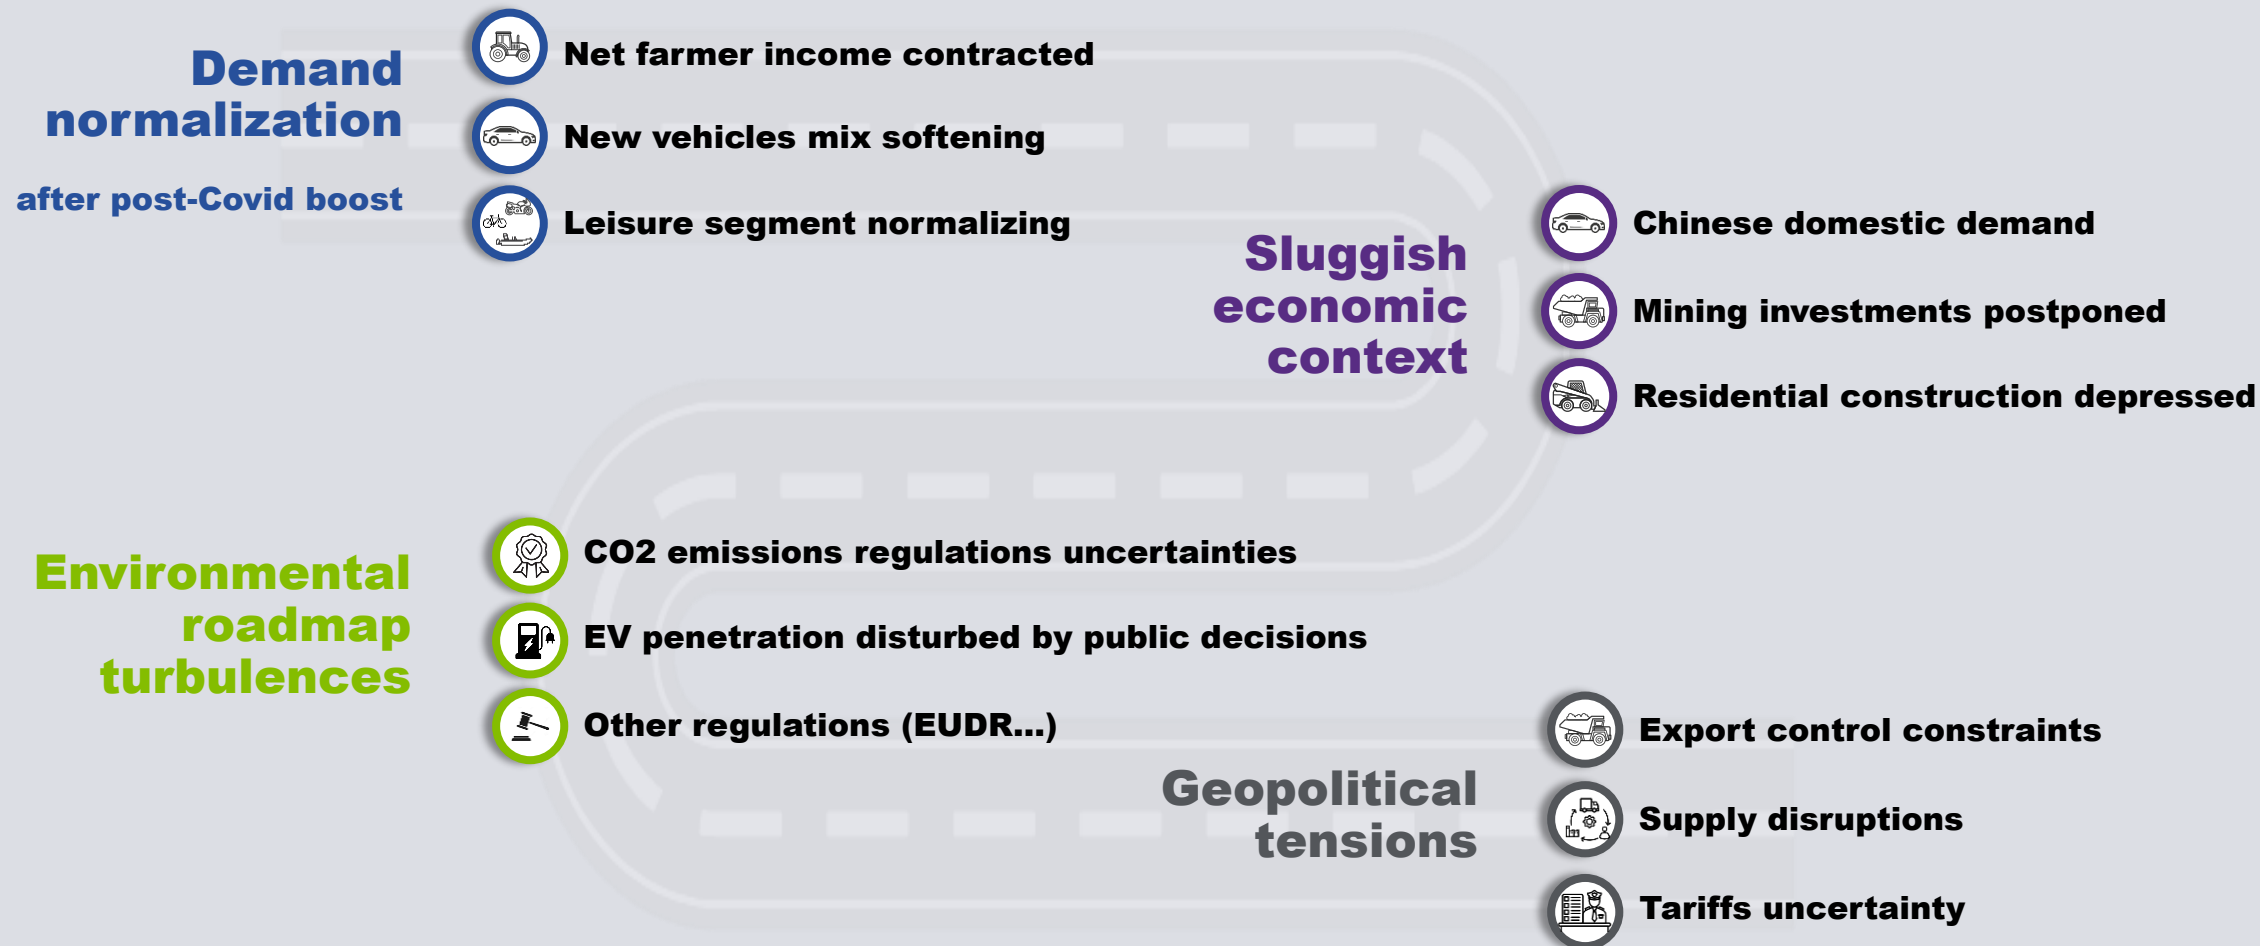 Demand
normalization
after post-Covid boost
Net farmer income contracted
New vehicles mix softening
Leisure segment normalizing
Sluggish
economic
context
Chinese domestic demand
Mining investments postponed
Residential construction depressed
Environmental
roadmap
turbulences
CO2 emissions regulations uncertainties
EV penetration disturbed by public decisions
Other regulations (EUDR...)
Geopolitical
tensions
Export control constraints
Supply disruptions
Tariffs uncertainty